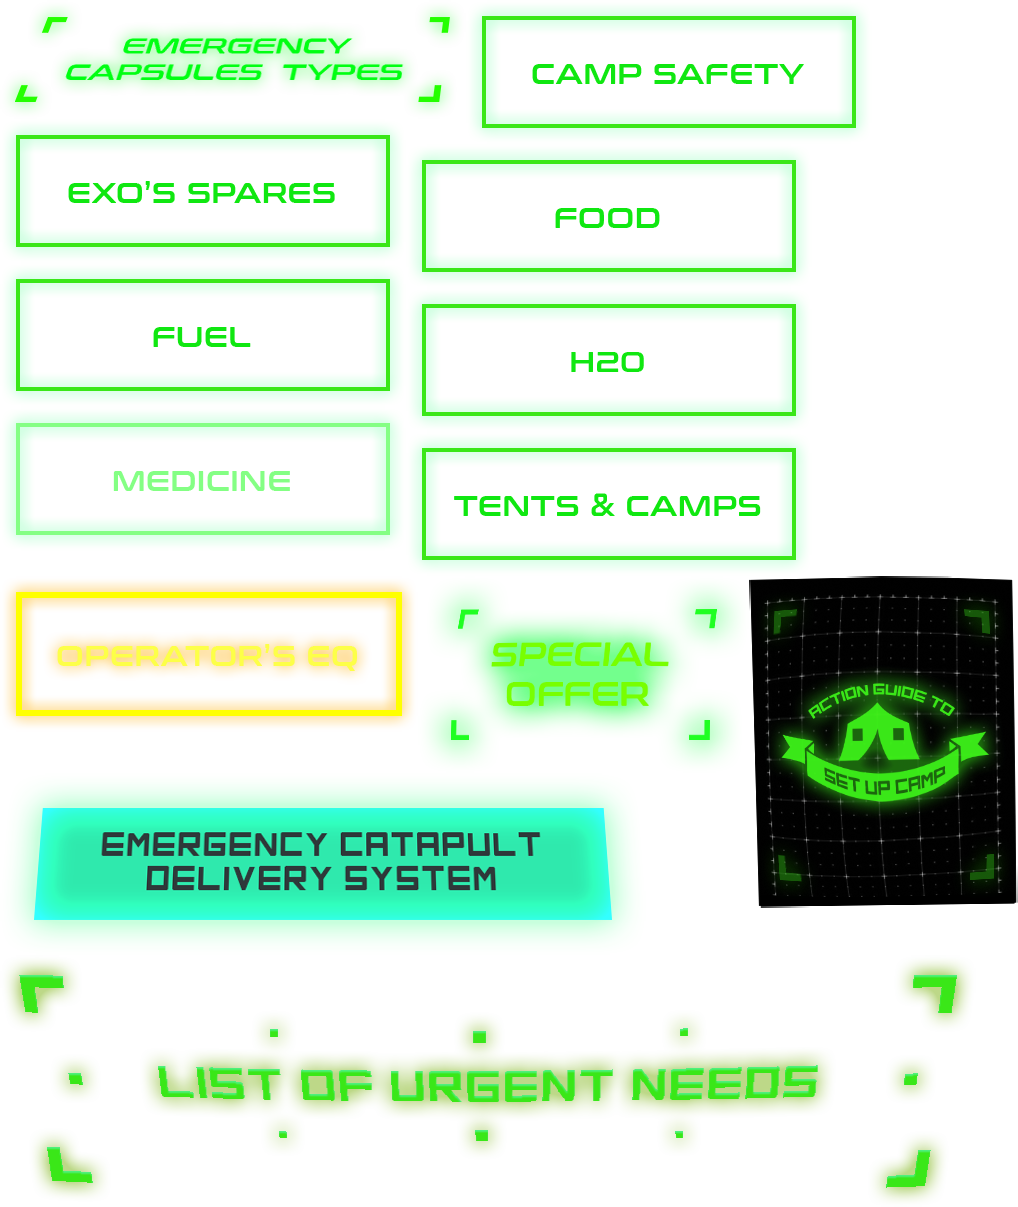 EMERGENCY
CAPSULES TYPES
CAMP SAFETY
EXO'S SPARES
FOOD
FUEL
H2O
MEDICINE
TENTS & CAMPS
OPERATOR'S EQ
SPECIAL
OFFER
ACTION GUIDE TO
SET UP CAMP
EMERGENCY CATAPULT
DELIVERY SYSTEM
LIST OF URGENT NEEDS